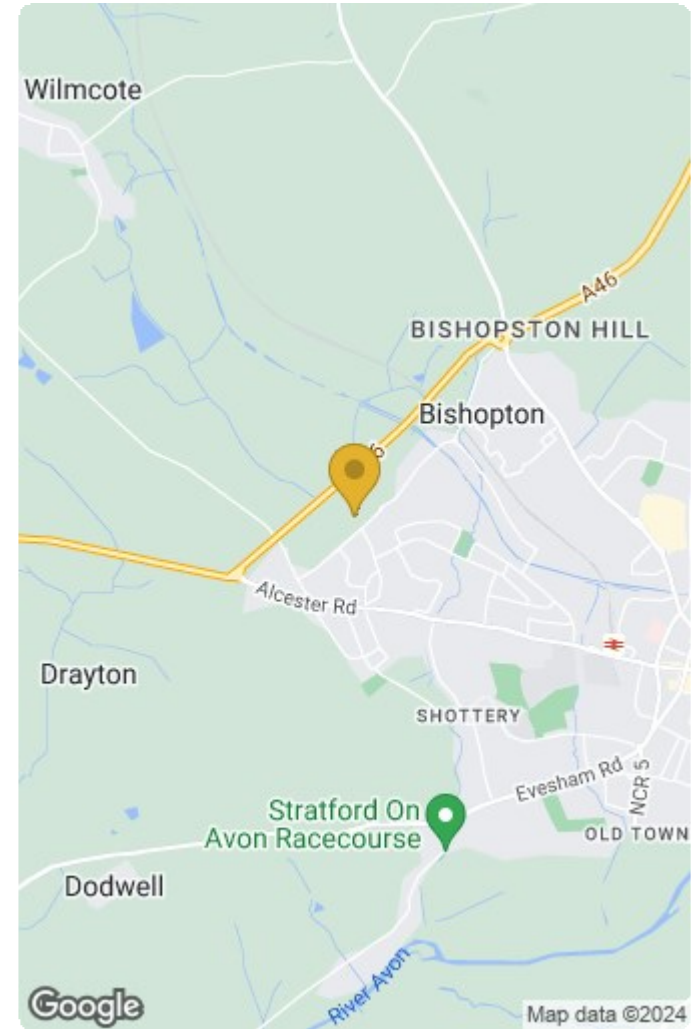 Wilmcote
A46
BISHOPSTON HILL
Bishopton
6
Alcester Rd
Drayton
SHOTTERY
Evesham Rd
NCR 5
Stratford On
Avon Racecourse
OLD TOWN
Dodwell
River Avon
Google
Map data ©2024